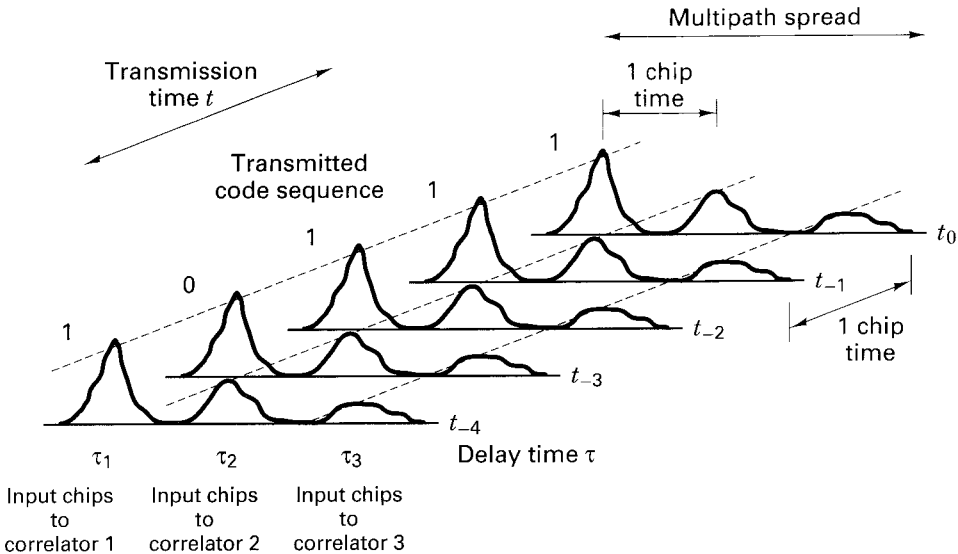 Multipath spread
Transmission
time t
1 chip
time
Transmitted
code sequence
1
1
1
0
1
t₀
t₋₁
t₋₂
t₋₃
t₋₄
1 chip
time
τ₁
τ₂
τ₃
Delay time τ
Input chips
to
correlator 1
Input chips
to
correlator 2
Input chips
to
correlator 3